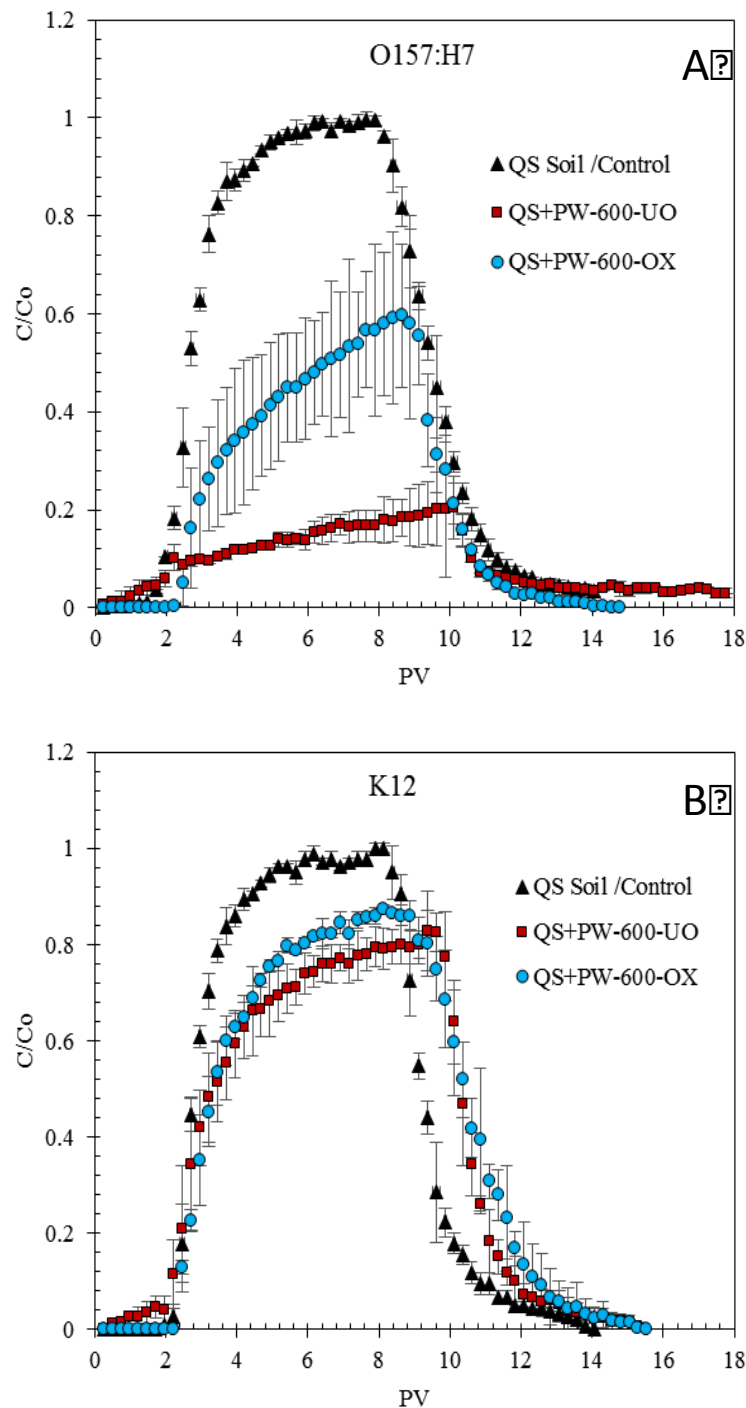 1.2
O157:H7
A
1
QS Soil /Control
0.8
QS+PW-600-UO
QS+PW-600-OX
C/Co
0.6
0.4
0.2
0
0 2 4 6 8 10 12 14 16 18
PV
1.2
K12
B
1
QS Soil /Control
0.8
QS+PW-600-UO
QS+PW-600-OX
C/Co
0.6
0.4
0.2
0
0 2 4 6 8 10 12 14 16 18
PV